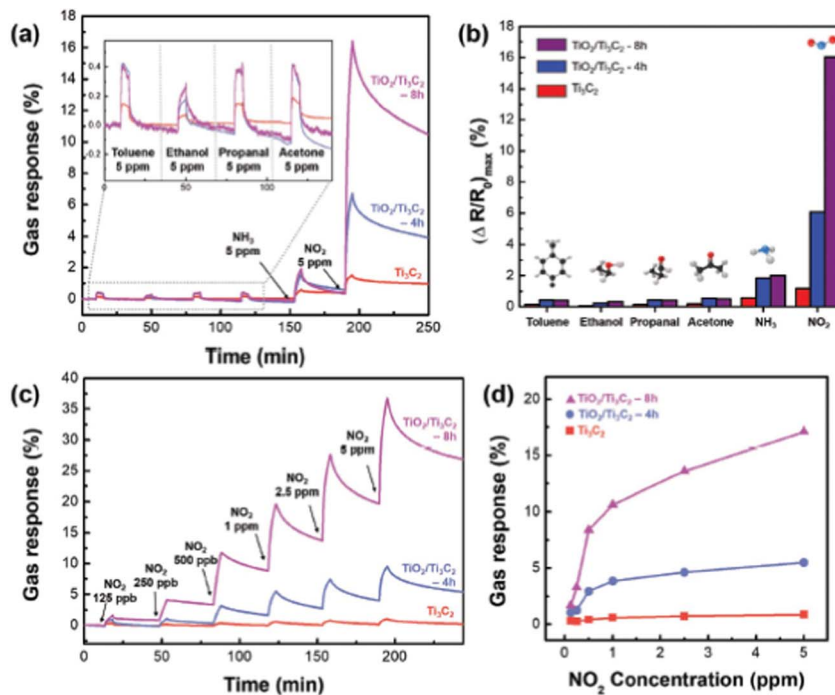 (a)
Gas response (%)
18
16
14
12
10
8
6
4
2
0
0.4
0.2
0.0
0.2
Toluene
5 ppm
Ethanol
5 ppm
Propanal
5 ppm
Acetone
5 ppm
0
50
100
TiO₂/Ti₃C₂
– 8h
TiO₂/Ti₃C₂
– 4h
Ti₃C₂
NH₃
5 ppm
NO₂
5 ppm
0
50
100
150
200
250
Time (min)
(b)
(Δ R/R₀)max (%)
18
16
14
12
10
8
6
4
2
0
TiO₂/Ti₃C₂ - 8h
TiO₂/Ti₃C₂ - 4h
Ti₃C₂
Toluene
Ethanol
Propanal
Acetone
NH₃
NO₂
(c)
Gas response (%)
40
35
30
25
20
15
10
5
0
NO₂
125 ppb
NO₂
250 ppb
NO₂
500 ppb
NO₂
1 ppm
NO₂
2.5 ppm
NO₂
5 ppm
TiO₂/Ti₃C₂
– 8h
TiO₂/Ti₃C₂
– 4h
Ti₃C₂
0
50
100
150
200
Time (min)
(d)
Gas response (%)
20
15
10
5
0
TiO₂/Ti₃C₂ – 8h
TiO₂/Ti₃C₂ – 4h
Ti₃C₂
0
1
2
3
4
5
NO₂ Concentration (ppm)